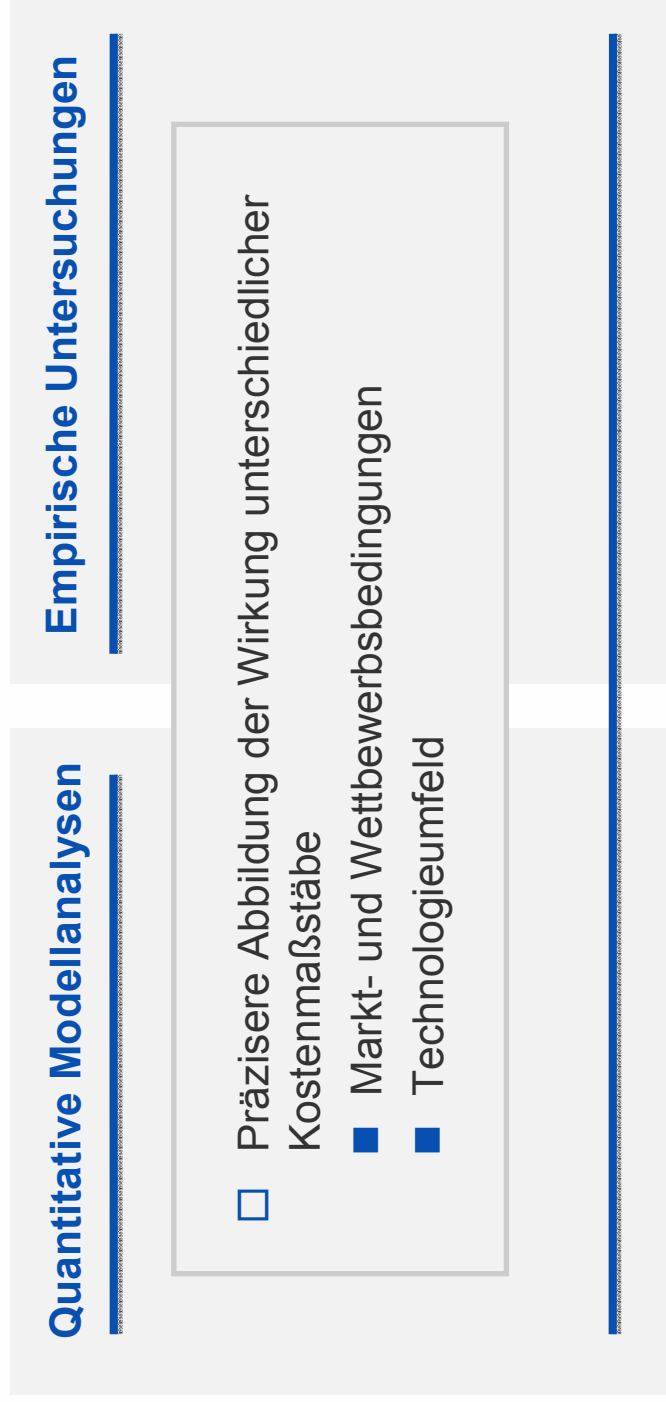 Quantitative Modellanalysen
Empirische Untersuchungen
Präzisere Abbildung der Wirkung unterschiedlicher
Kostenmaßstäbe
Markt- und Wettbewerbsbedingungen
Technologieumfeld